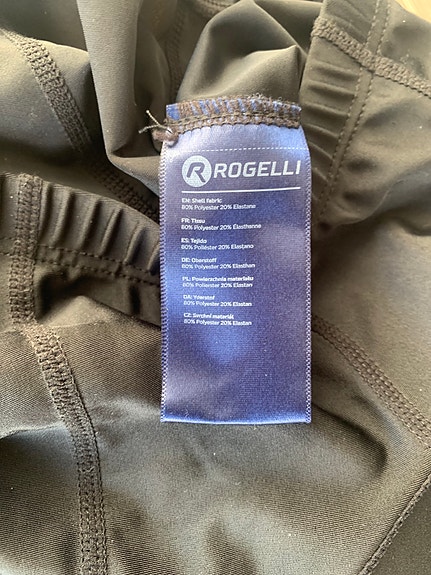 R ROGELLI
EN: Shell fabric
80% Polyester 20% Elastane
FR: Tissu
80% Polyester 20% Élasthanne
ES: Tejido
80% Poliéster 20% Elastano
DE: Oberstoff
80% Polyester 20% Elasthan
PL: Powierzchnia materiału
80% Polierster 20% Elastan
DA: Yderstof
80% Polyester 20% Elastan
CZ: Svrchní materiál
80% Polyester 20% Elastan